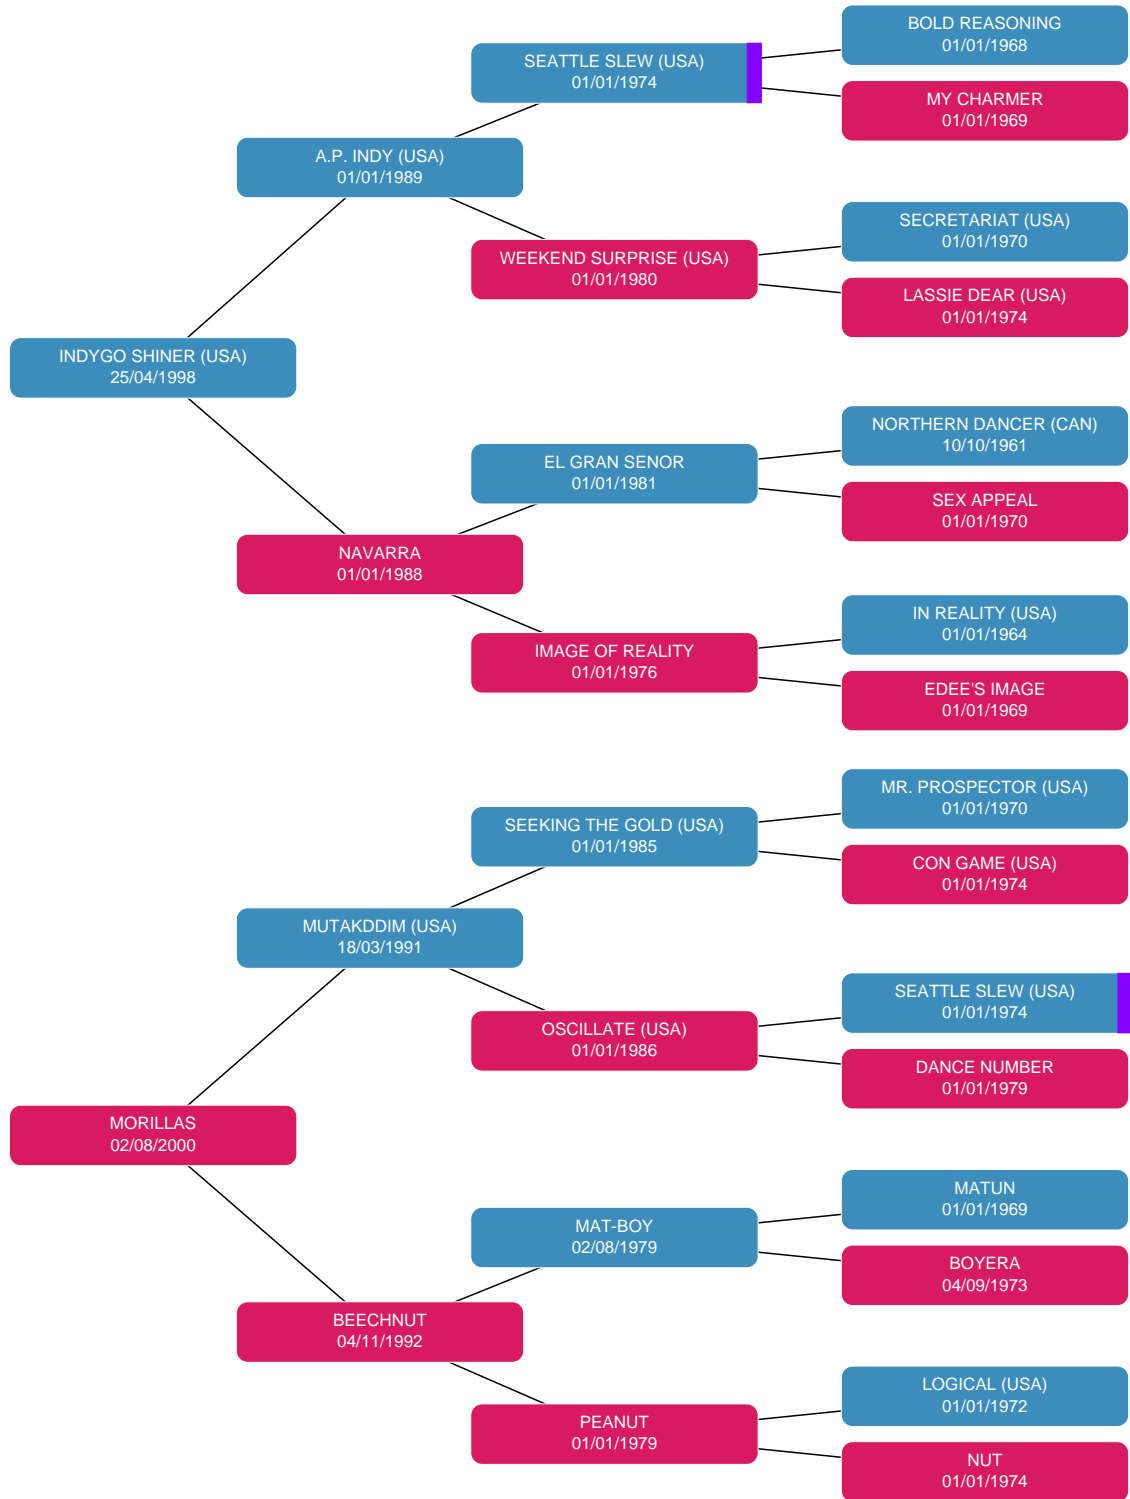 BOLD REASONING
01/01/1968
SEATTLE SLEW (USA)
01/01/1974
MY CHARMER
01/01/1969
A.P. INDY (USA)
01/01/1989
SECRETARIAT (USA)
01/01/1970
WEEKEND SURPRISE (USA)
01/01/1980
LASSIE DEAR (USA)
01/01/1974
INDYGO SHINER (USA)
25/04/1998
NORTHERN DANCER (CAN)
10/10/1961
EL GRAN SENOR
01/01/1981
SEX APPEAL
01/01/1970
NAVARRA
01/01/1988
IN REALITY (USA)
01/01/1964
IMAGE OF REALITY
01/01/1976
EDEE'S IMAGE
01/01/1969
MR. PROSPECTOR (USA)
01/01/1970
SEEKING THE GOLD (USA)
01/01/1985
CON GAME (USA)
01/01/1974
MUTAKDDIM (USA)
18/03/1991
SEATTLE SLEW (USA)
01/01/1974
OSCILLATE (USA)
01/01/1986
DANCE NUMBER
01/01/1979
MORILLAS
02/08/2000
MATUN
01/01/1969
MAT-BOY
02/08/1979
BOYERA
04/09/1973
BEECHNUT
04/11/1992
LOGICAL (USA)
01/01/1972
PEANUT
01/01/1979
NUT
01/01/1974